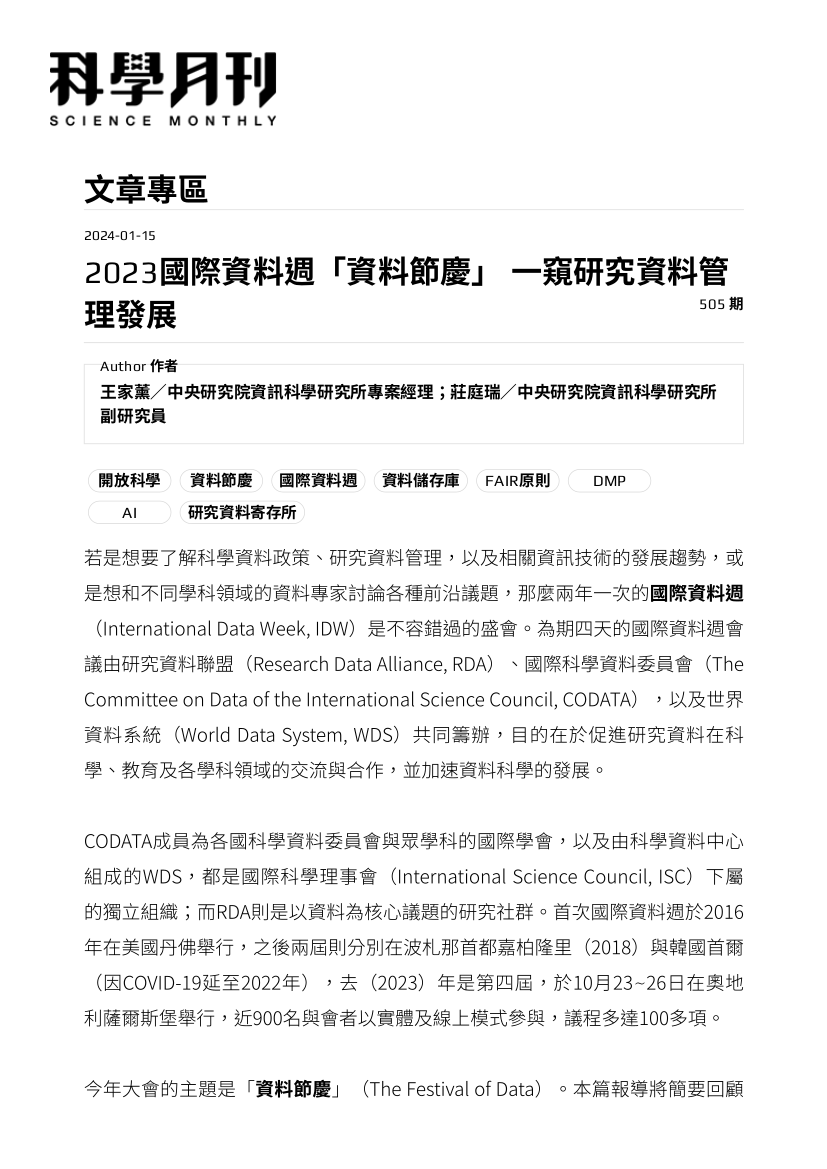 科學月刊
SCIENCE MONTHLY
文章專區
2024-01-15
2023國際資料週「資料節慶」 一窺研究資料管
理發展
505 期
Author 作者
王家薰／中央研究院資訊科學研究所專案經理；莊庭瑞／中央研究院資訊科學研究所
副研究員
開放科學 資料節慶 國際資料週 資料儲存庫 FAIR原則 DMP
AI 研究資料寄存所
若是想要了解科學資料政策、研究資料管理，以及相關資訊技術的發展趨勢，或
是想和不同學科領域的資料專家討論各種前沿議題，那麼兩年一次的國際資料週
（International Data Week, IDW）是不容錯過的盛會。為期四天的國際資料週會
議由研究資料聯盟（Research Data Alliance, RDA）、國際科學資料委員會（The
Committee on Data of the International Science Council, CODATA），以及世界
資料系統（World Data System, WDS）共同籌辦，目的在於促進研究資料在科
學、教育及各學科領域的交流與合作，並加速資料科學的發展。
CODATA成員為各國科學資料委員會與眾學科的國際學會，以及由科學資料中心
組成的WDS，都是國際科學理事會（International Science Council, ISC）下屬
的獨立組織；而RDA則是以資料為核心議題的研究社群。首次國際資料週於2016
年在美國丹佛舉行，之後兩屆則分別在波札那首都嘉柏隆里（2018）與韓國首爾
（因COVID-19延至2022年），去（2023）年是第四屆，於10月23~26日在奧地
利薩爾斯堡舉行，近900名與會者以實體及線上模式參與，議程多達100多項。
今年大會的主題是「資料節慶」（The Festival of Data）。本篇報導將簡要回顧